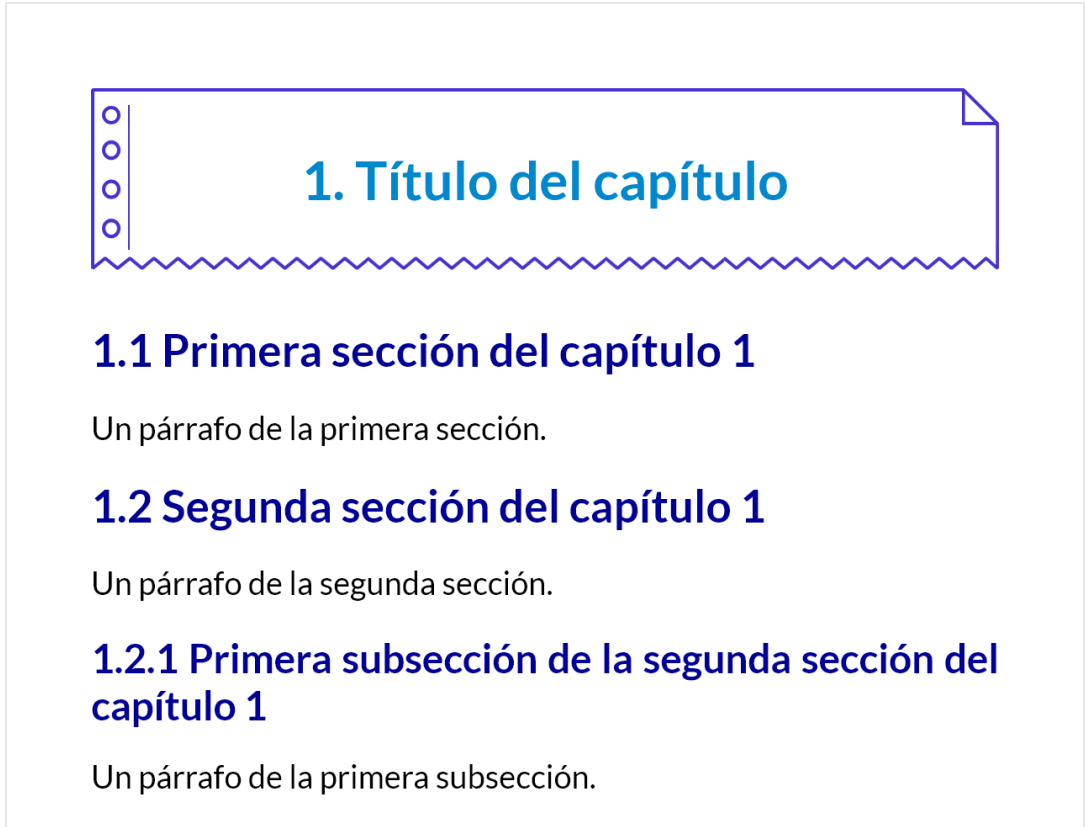 1. Título del capítulo
1.1 Primera sección del capítulo 1
Un párrafo de la primera sección.
1.2 Segunda sección del capítulo 1
Un párrafo de la segunda sección.
1.2.1 Primera subsección de la segunda sección del
capítulo 1
Un párrafo de la primera subsección.